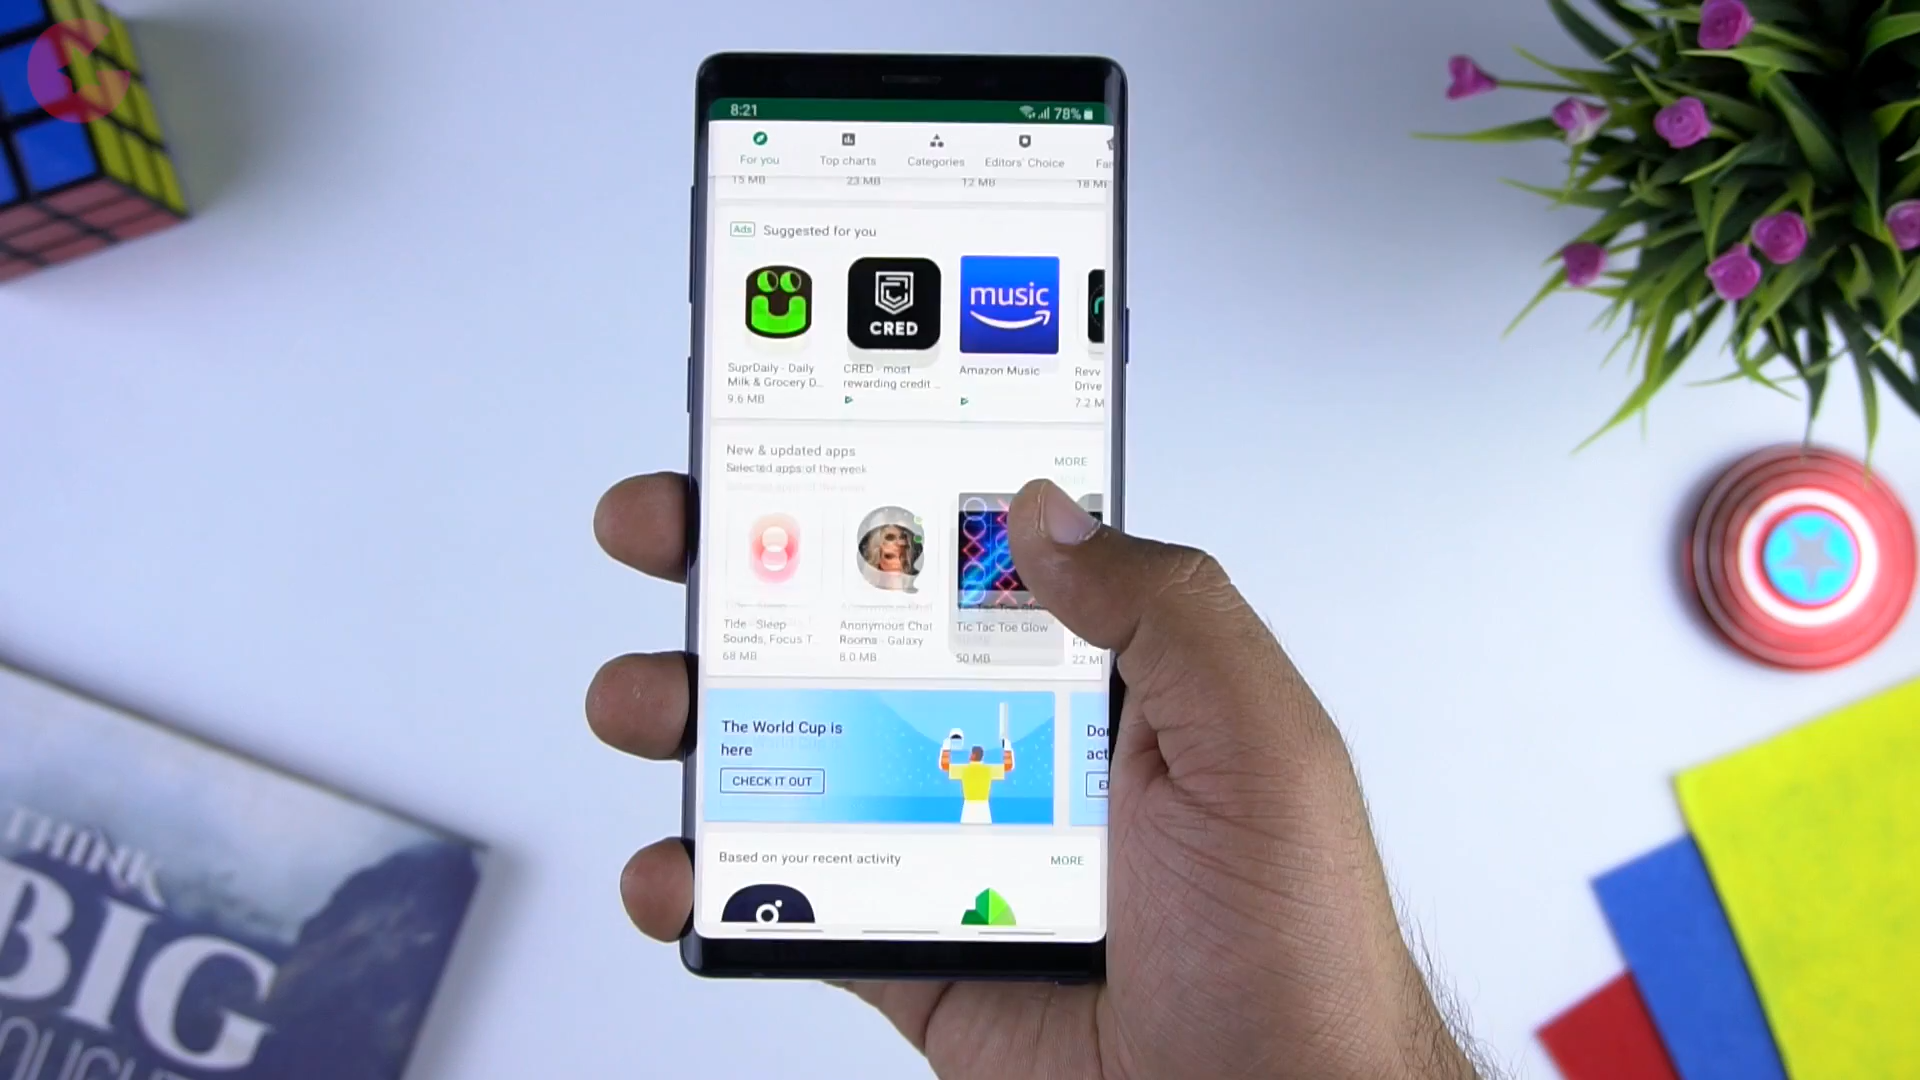 8:21
78%
For you
Top charts
Categories
Editors' Choice
15 MB
23 MB
12 MB
18 M
Ads Suggested for you
CRED
music
SuprDaily - Daily
Milk & Grocery D...
9.6 MB
CRED - most
rewarding credit ...
Amazon Music
Revv
Drive
7.2 M
New & updated apps
Selected apps of the week
MORE
Tide - Sleep
Sounds, Focus T...
68 MB
Anonymous Chat
Rooms - Galaxy
8.0 MB
Tic Tac Toe Glow
50 MB
22 M
The World Cup is
here
CHECK IT OUT
Based on your recent activity
MORE
THINK
BIG